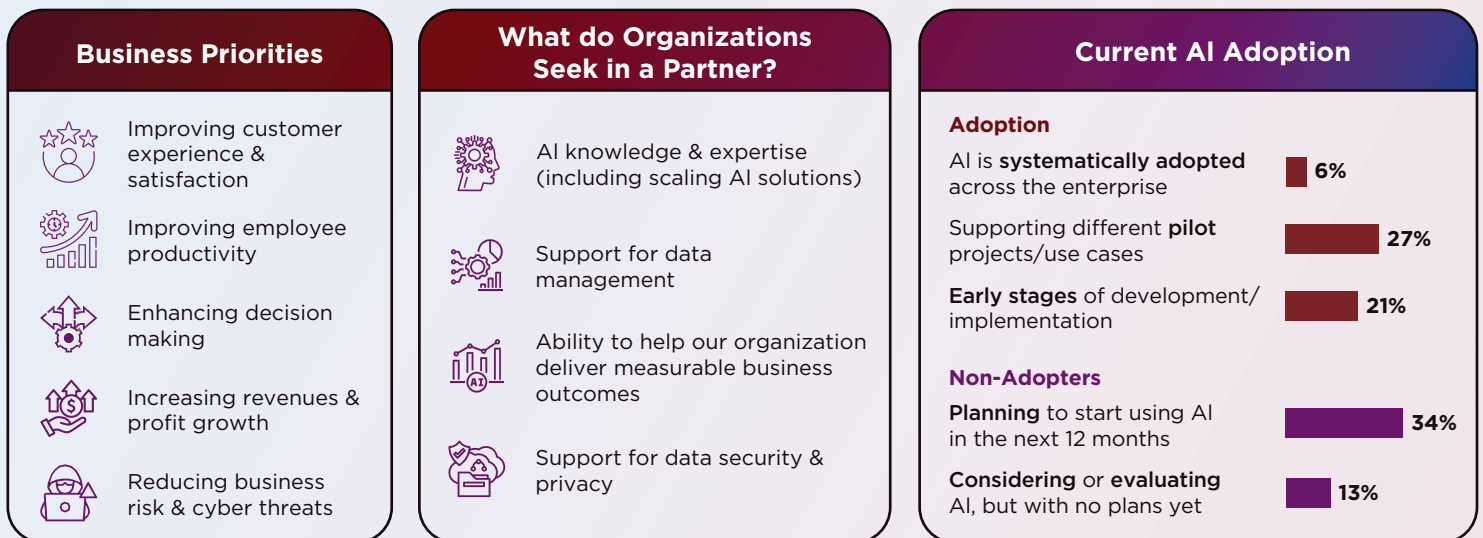 Business Priorities
Improving customer
experience &
satisfaction
Improving employee
productivity
Enhancing decision
making
Increasing revenues &
profit growth
Reducing business
risk & cyber threats
What do Organizations
Seek in a Partner?
AI knowledge & expertise
(including scaling AI solutions)
Support for data
management
Ability to help our organization
deliver measurable business
outcomes
AI
Support for data security &
privacy
Current AI Adoption
Adoption
AI is systematically adopted
across the enterprise
6%
Supporting different pilot
projects/use cases
27%
Early stages of development/
implementation
21%
Non-Adopters
Planning to start using AI
in the next 12 months
34%
Considering or evaluating
AI, but with no plans yet
13%